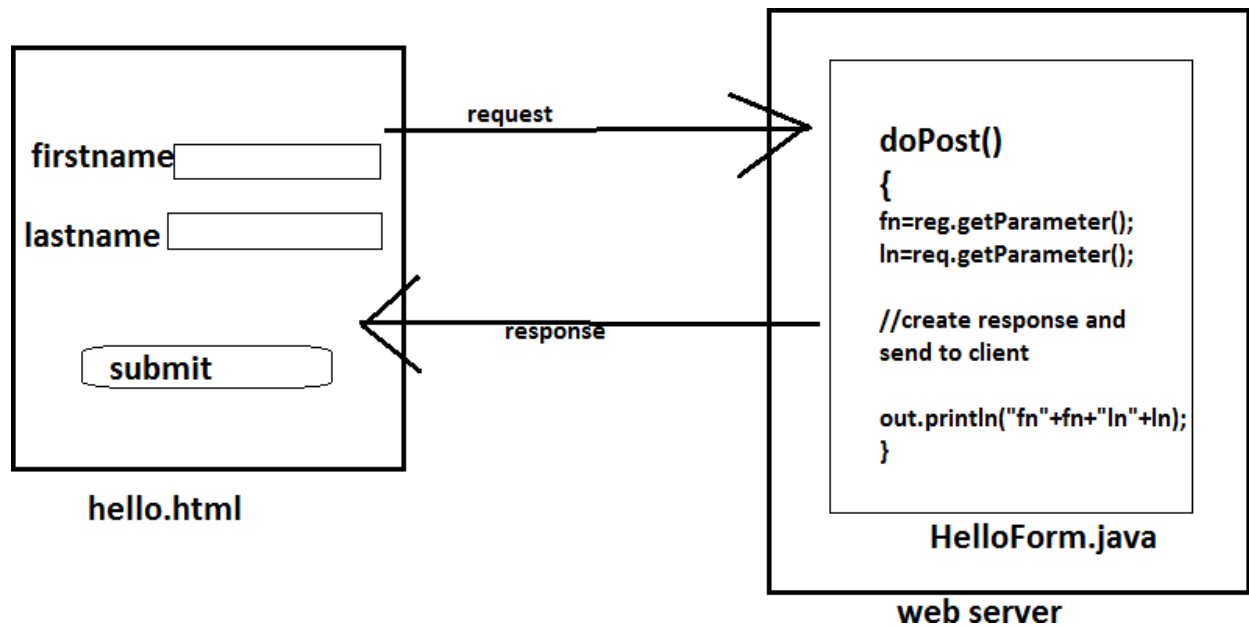 firstname
lastname
submit
hello.html
request
response
doPost()
{
fn=reg.getParameter();
ln=req.getParameter();
//create response and
send to client
out.println("fn"+fn+"ln"+ln);
}
HelloForm.java
web server